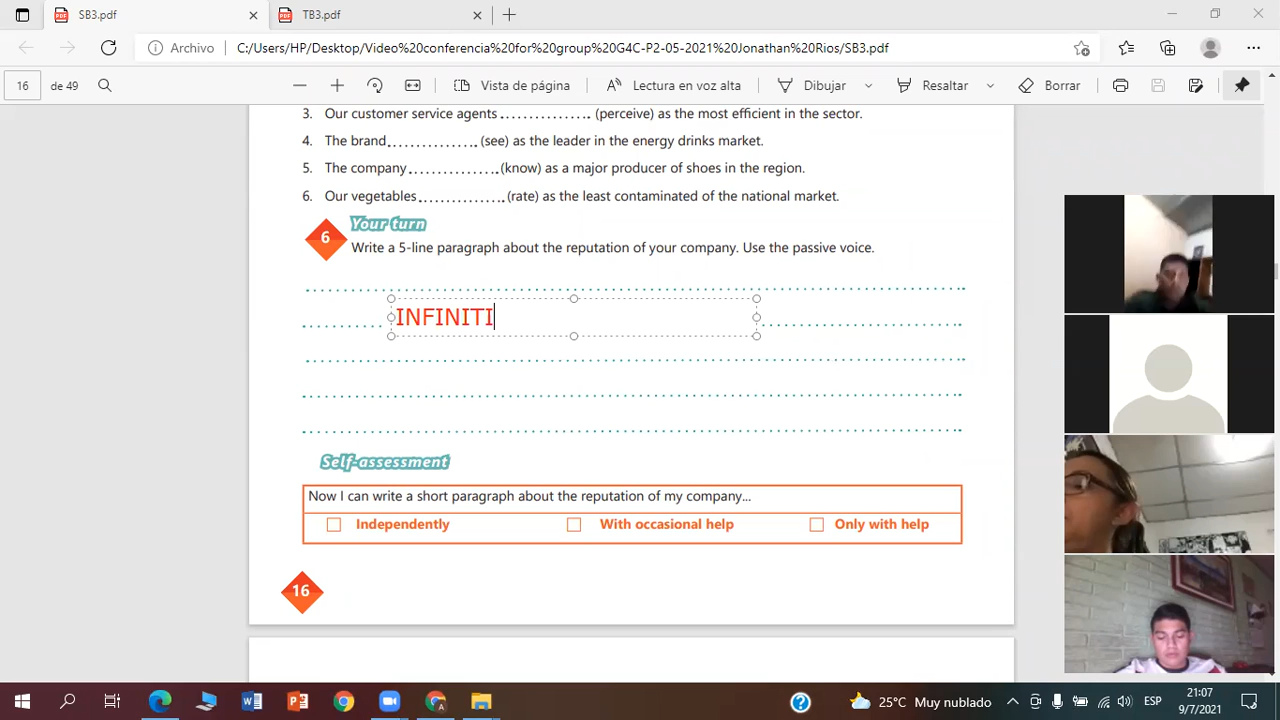 SB3.pdf
TB3.pdf
Archivo
C:/Users/HP/Desktop/Video%20conferencia%20for%20group%20G4C-P2-05-2021%20Jonathan%20Rios/SB3.pdf
16
de 49
Vista de página
Lectura en voz alta
Dibujar
Resaltar
Borrar
3. Our customer service agents .............. (perceive) as the most efficient in the sector.
4. The brand .............. (see) as the leader in the energy drinks market.
5. The company .............. (know) as a major producer of shoes in the region.
6. Our vegetables .............. (rate) as the least contaminated of the national market.
6
Your turn
Write a 5-line paragraph about the reputation of your company. Use the passive voice.
INFINITI
Self-assessment
Now I can write a short paragraph about the reputation of my company...
Independently
With occasional help
Only with help
16
25°C Muy nublado
ESP
21:07
9/7/2021